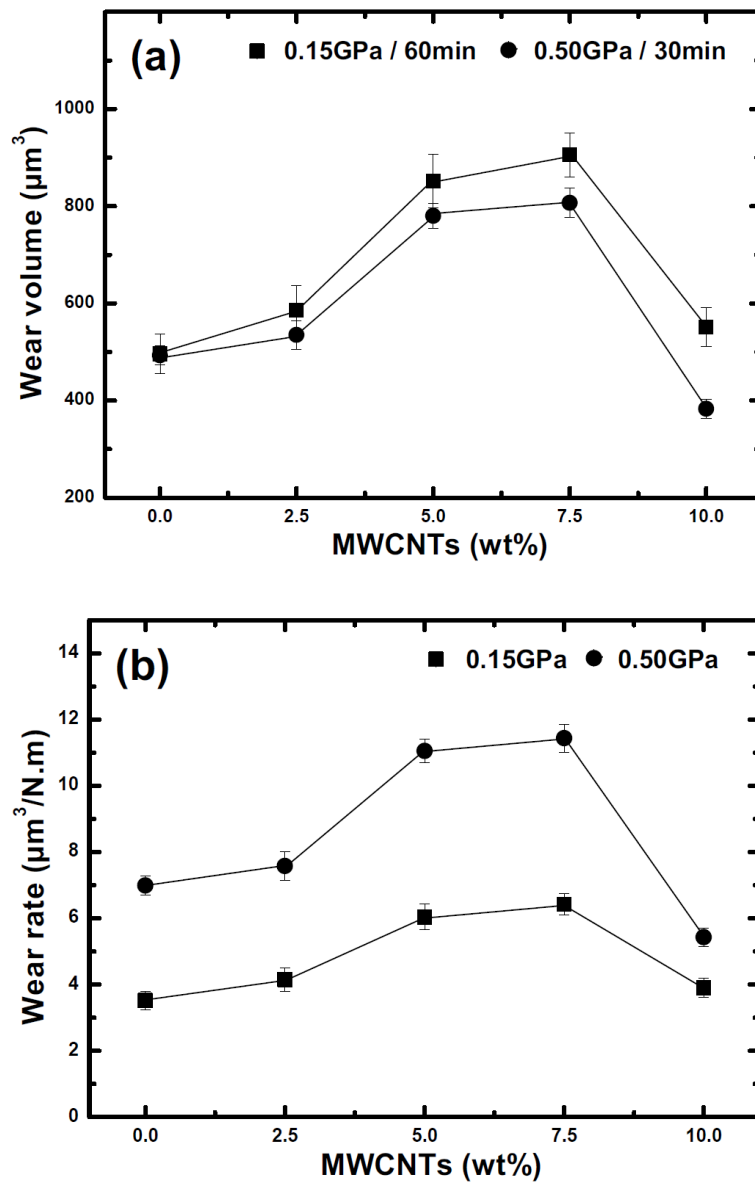 (a)
0.15GPa / 60min 0.50GPa / 30min
Wear volume (µm³)
1000
800
600
400
200
0.0 2.5 5.0 7.5 10.0
MWCNTs (wt%)
(b)
0.15GPa 0.50GPa
Wear rate (µm³/N.m)
14
12
10
8
6
4
2
0
0.0 2.5 5.0 7.5 10.0
MWCNTs (wt%)